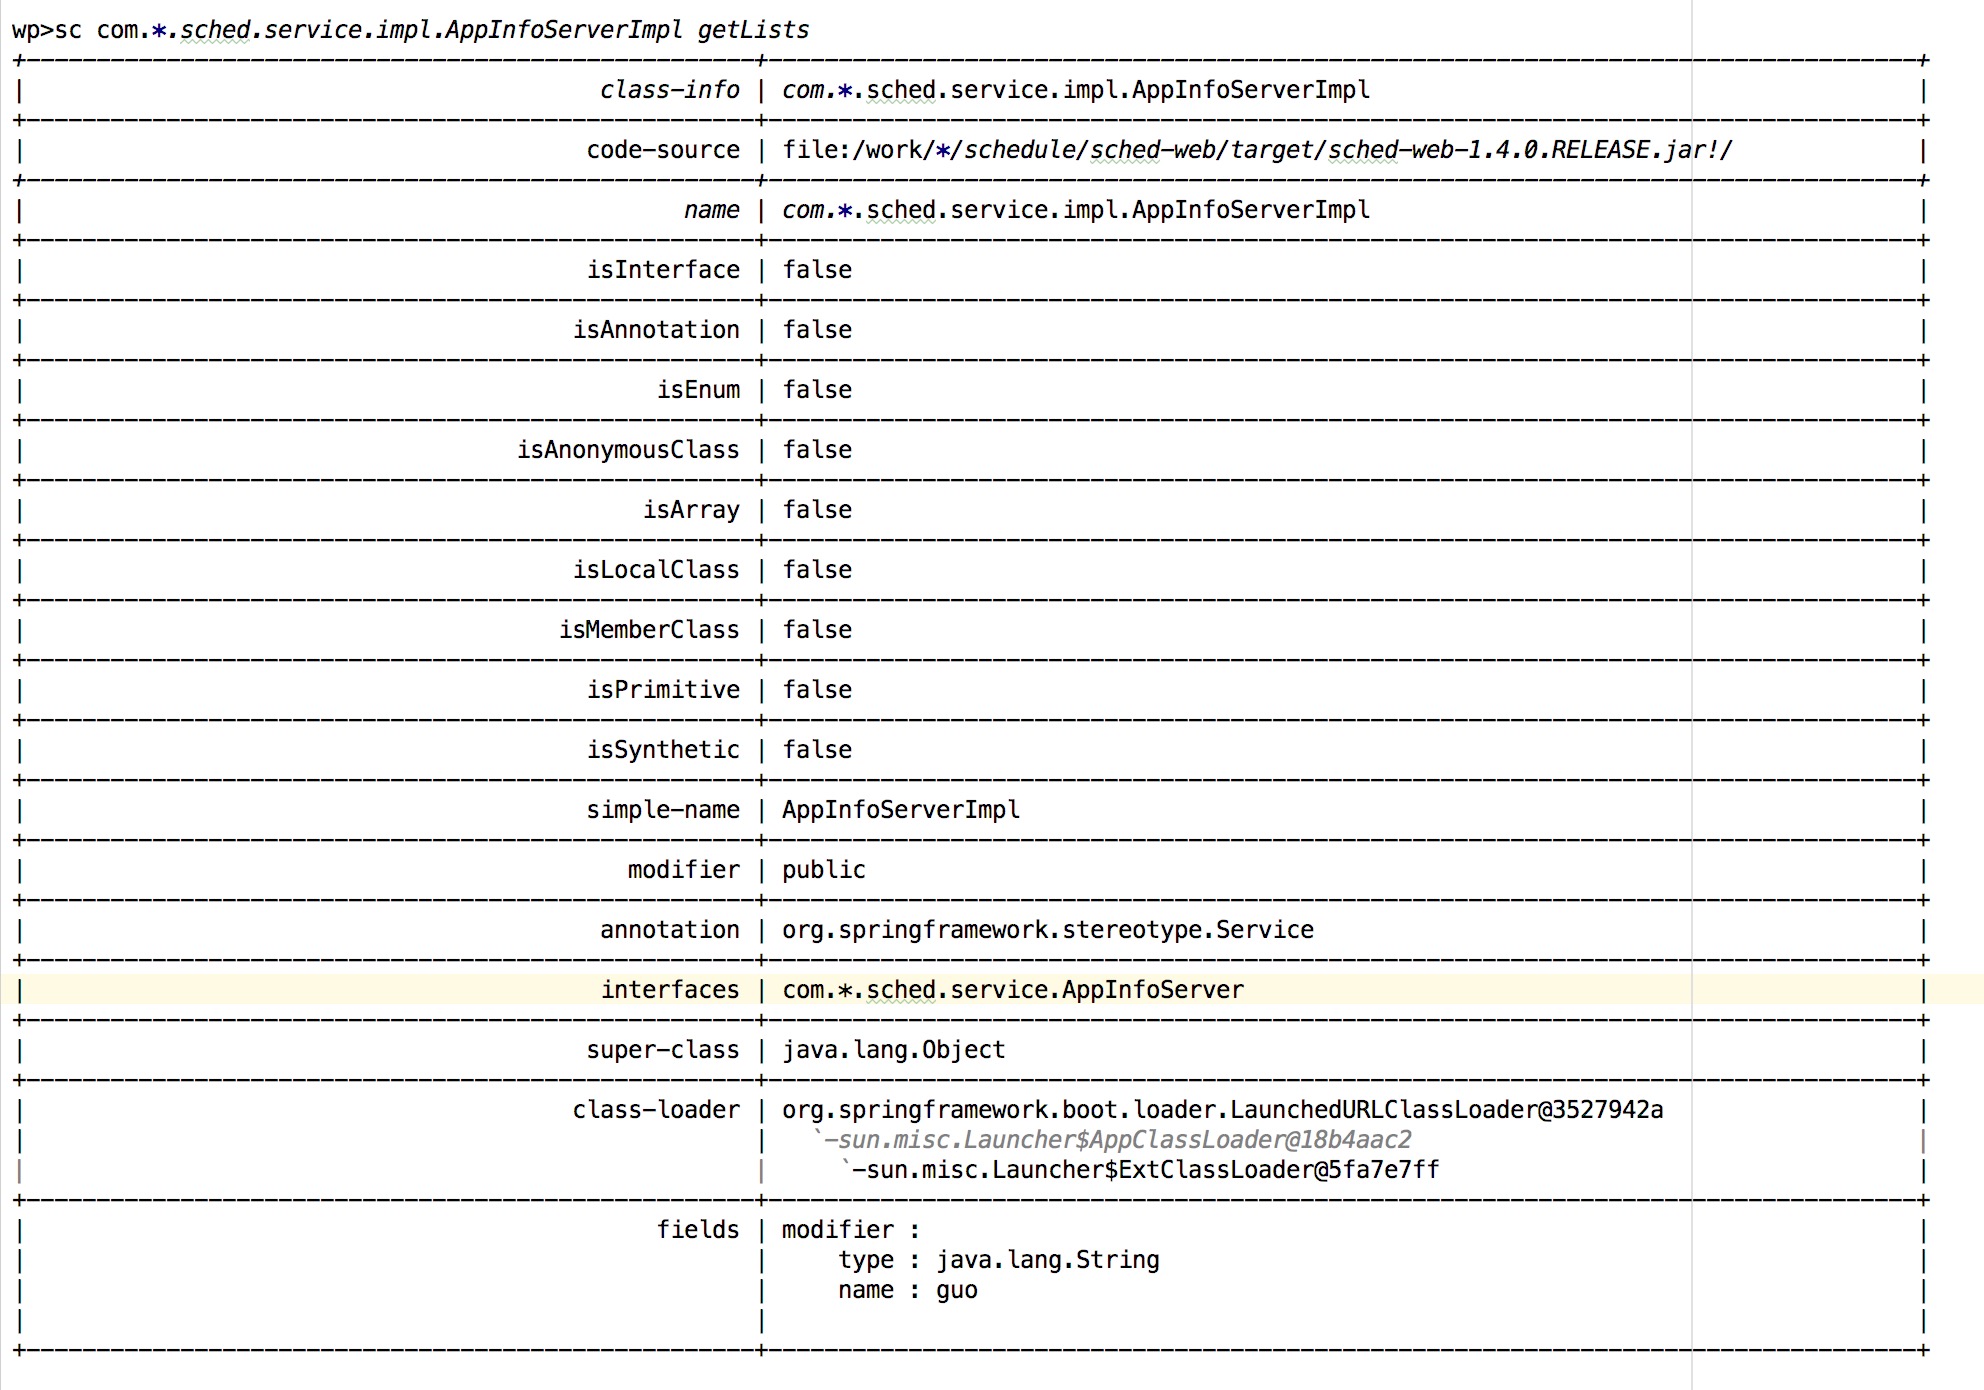 wp>sc com.*.sched.service.impl.AppInfoServerImpl getLists
class-info | com.*.sched.service.impl.AppInfoServerImpl
code-source | file:/work/*/schedule/sched-web/target/sched-web-1.4.0.RELEASE.jar!/
name | com.*.sched.service.impl.AppInfoServerImpl
isInterface | false
isAnnotation | false
isEnum | false
isAnonymousClass | false
isArray | false
isLocalClass | false
isMemberClass | false
isPrimitive | false
isSynthetic | false
simple-name | AppInfoServerImpl
modifier | public
annotation | org.springframework.stereotype.Service
interfaces | com.*.sched.service.AppInfoServer
super-class | java.lang.Object
class-loader | org.springframework.boot.loader.LaunchedURLClassLoader@3527942a
`-sun.misc.Launcher$AppClassLoader@18b4aac2
`-sun.misc.Launcher$ExtClassLoader@5fa7e7ff
fields | modifier :
type : java.lang.String
name : guo